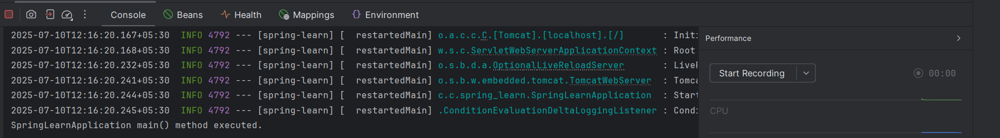 Console Beans Health Mappings Environment
2025-07-10T12:16:20.167+05:30  INFO 4792 --- [spring-learn] [  restartedMain] o.a.c.c.C.[Tomcat].[localhost].[/]       : Initi
2025-07-10T12:16:20.168+05:30  INFO 4792 --- [spring-learn] [  restartedMain] w.s.c.ServletWebServerApplicationContext : Root
2025-07-10T12:16:20.232+05:30  INFO 4792 --- [spring-learn] [  restartedMain] o.s.b.d.a.OptionalLiveReloadServer       : LiveR
2025-07-10T12:16:20.241+05:30  INFO 4792 --- [spring-learn] [  restartedMain] o.s.b.w.embedded.tomcat.TomcatWebServer  : Tomca
2025-07-10T12:16:20.244+05:30  INFO 4792 --- [spring-learn] [  restartedMain] c.c.spring_learn.SpringLearnApplication  : Start
2025-07-10T12:16:20.245+05:30  INFO 4792 --- [spring-learn] [  restartedMain] .ConditionEvaluationDeltaLoggingListener : Condi
SpringLearnApplication main() method executed.
Performance
Start Recording 00:00
CPU